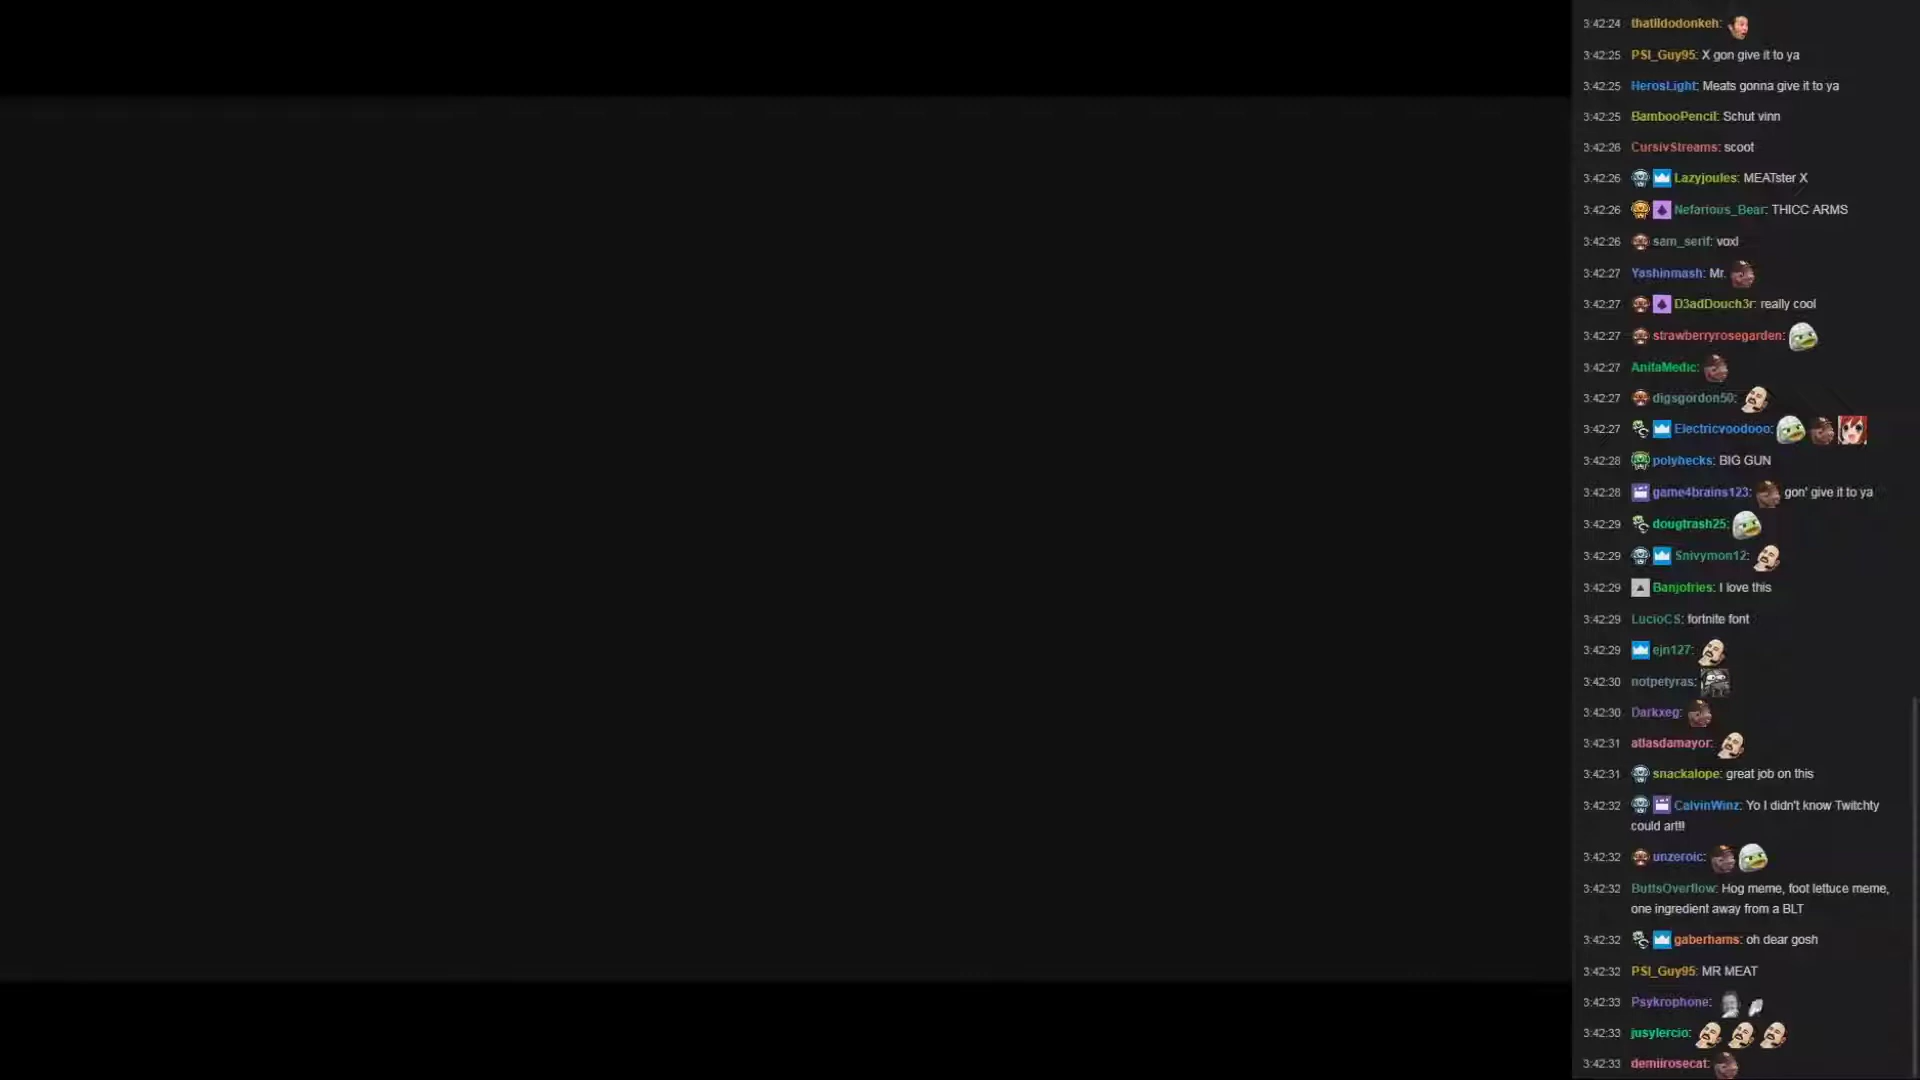 3:42:24 thatlldodonkeh:
3:42:25 PSI_Guy95: X gon give it to ya
3:42:25 HerosLight: Meats gonna give it to ya
3:42:25 BambooPencil: Schut vinn
3:42:26 CursivStreams: scoot
3:42:26 Lazyjoules: MEATster X
3:42:26 Nefarious_Bear: THICC ARMS
3:42:26 sam_serif: voxl
3:42:27 Yashinmash: Mr.
3:42:27 D3adDouch3r: really cool
3:42:27 strawberryrosegarden:
3:42:27 AnifaMedic:
3:42:27 digsgordon50:
3:42:27 Electricvoodooo:
3:42:28 polyhecks: BIG GUN
3:42:28 game4brains123: gon' give it to ya
3:42:29 dougtrash25:
3:42:29 Snivymon12:
3:42:29 Banjofries: I love this
3:42:29 LucioCS: fortnite font
3:42:29 ejn127:
3:42:30 notpetyras:
3:42:30 Darkxeg:
3:42:31 atlasdamayor:
3:42:31 snackalope: great job on this
3:42:32 CalvinWinz: Yo I didn't know Twitchty
could art!!!
3:42:32 unzeroic:
3:42:32 ButtsOverflow: Hog meme, foot lettuce meme,
one ingredient away from a BLT
3:42:32 gaberhams: oh dear gosh
3:42:32 PSI_Guy95: MR MEAT
3:42:33 Psykrophone:
3:42:33 jusylercio:
3:42:33 demiirosecat: